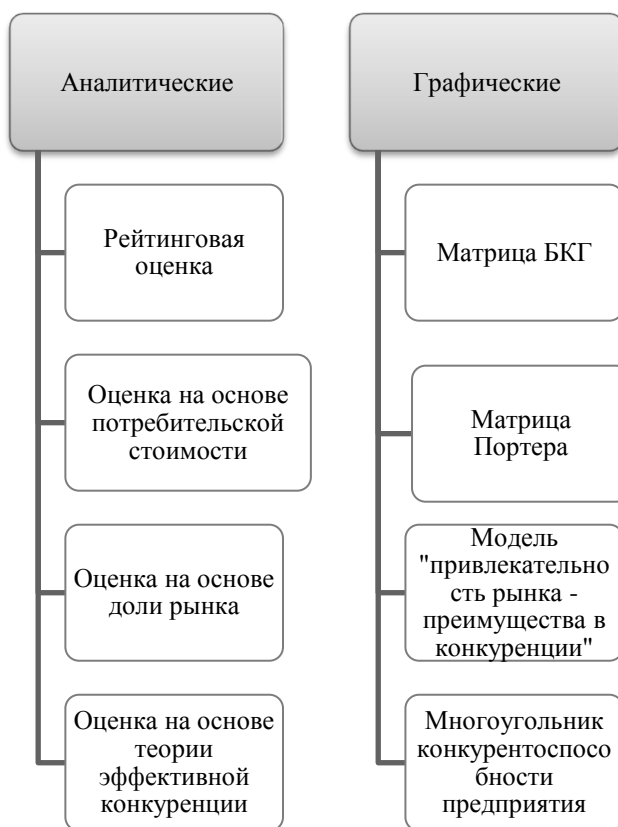 Аналитические
Рейтинговая
оценка
Оценка на основе
потребительской
стоимости
Оценка на основе
доли рынка
Оценка на основе
теории
эффективной
конкуренции
Графические
Матрица БКГ
Матрица
Портера
Модель
"привлекательно
сть рынка -
преимущества в
конкуренции"
Многоугольник
конкурентоспосо
бности
предприятия